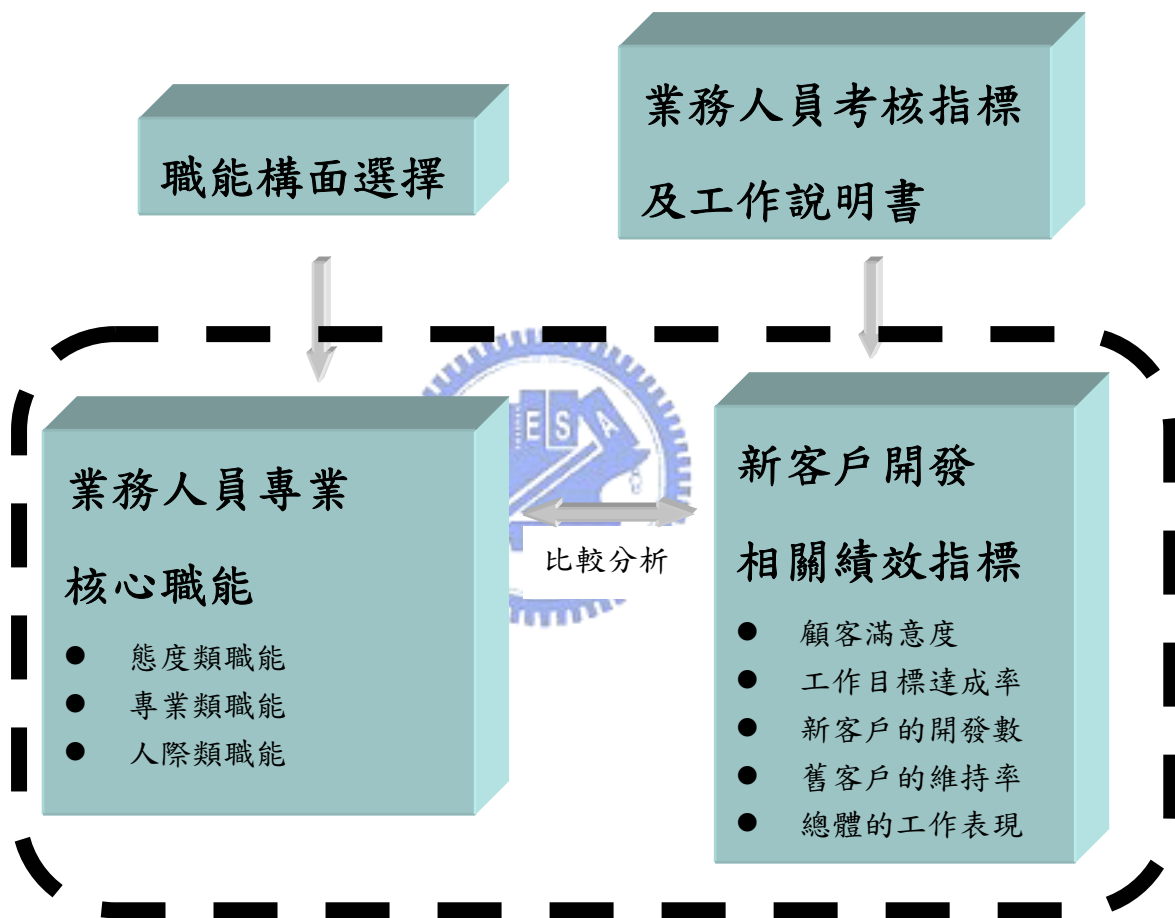 職能構面選擇
業務人員考核指標
及工作說明書
業務人員專業
核心職能
● 態度類職能
● 專業類職能
● 人際類職能
ESA
比較分析
新客戶開發
相關績效指標
● 顧客滿意度
● 工作目標達成率
● 新客戶的開發數
● 舊客戶的維持率
● 總體的工作表現